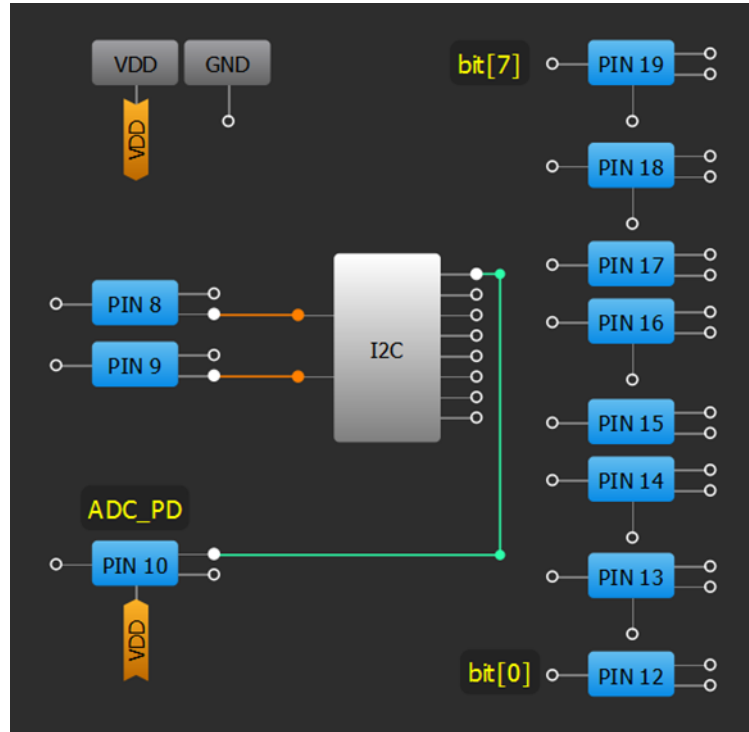 VDD
GND
VDD
bit[7]
PIN 19
PIN 18
PIN 17
PIN 16
PIN 8
PIN 9
I2C
PIN 15
PIN 14
ADC_PD
PIN 10
VDD
PIN 13
bit[0]
PIN 12